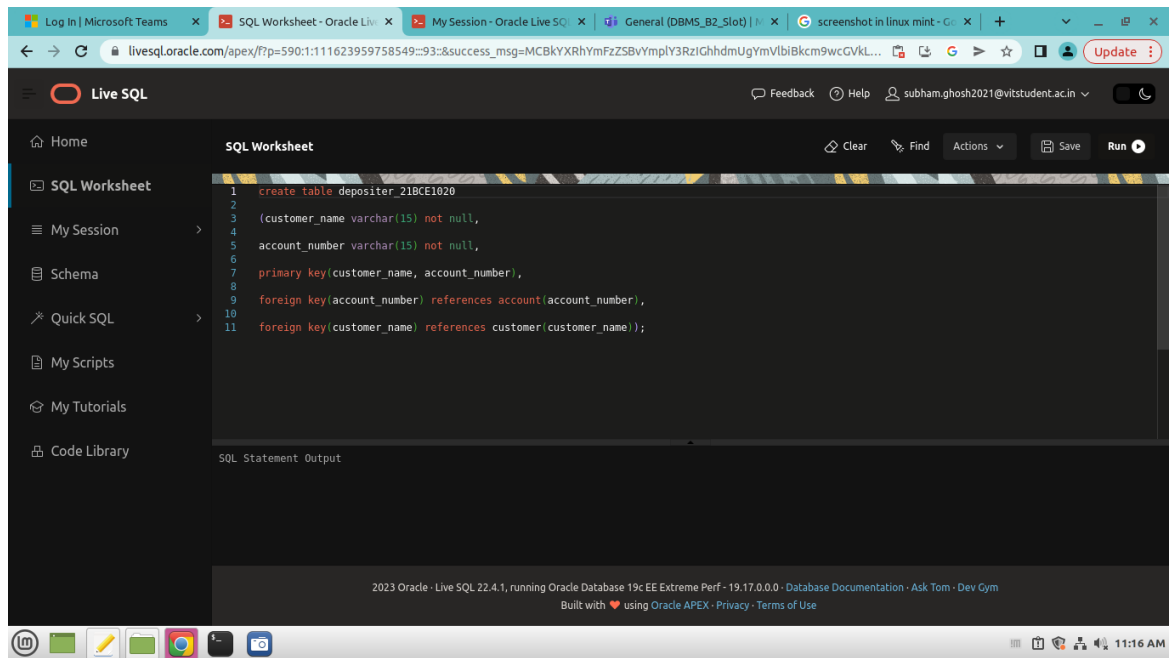 Log In | Microsoft Teams
SQL Worksheet - Oracle Liv
My Session - Oracle Live SQ
General (DBMS_B2_Slot) | M
screenshot in linux mint - Go
livesql.oracle.com/apex/f?p=590:1:111623959758549::93::&success_msg=MCBkYXRhYmFzZSBvYmplY3RzIGhhdmUgYmVlbiBkcm9wcGVkL...
Update
Live SQL
Feedback
Help
subham.ghosh2021@vitstudent.ac.in
Home
SQL Worksheet
My Session
Schema
Quick SQL
My Scripts
My Tutorials
Code Library
SQL Worksheet
Clear
Find
Actions
Save
Run
1 create table depositer_21BCE1020
2
3 (customer_name varchar(15) not null,
4
5 account_number varchar(15) not null,
6
7 primary key(customer_name, account_number),
8
9 foreign key(account_number) references account(account_number),
10
11 foreign key(customer_name) references customer(customer_name));
SQL Statement Output
2023 Oracle · Live SQL 22.4.1, running Oracle Database 19c EE Extreme Perf - 19.17.0.0.0 · Database Documentation · Ask Tom · Dev Gym
Built with ❤ using Oracle APEX · Privacy · Terms of Use
11:16 AM